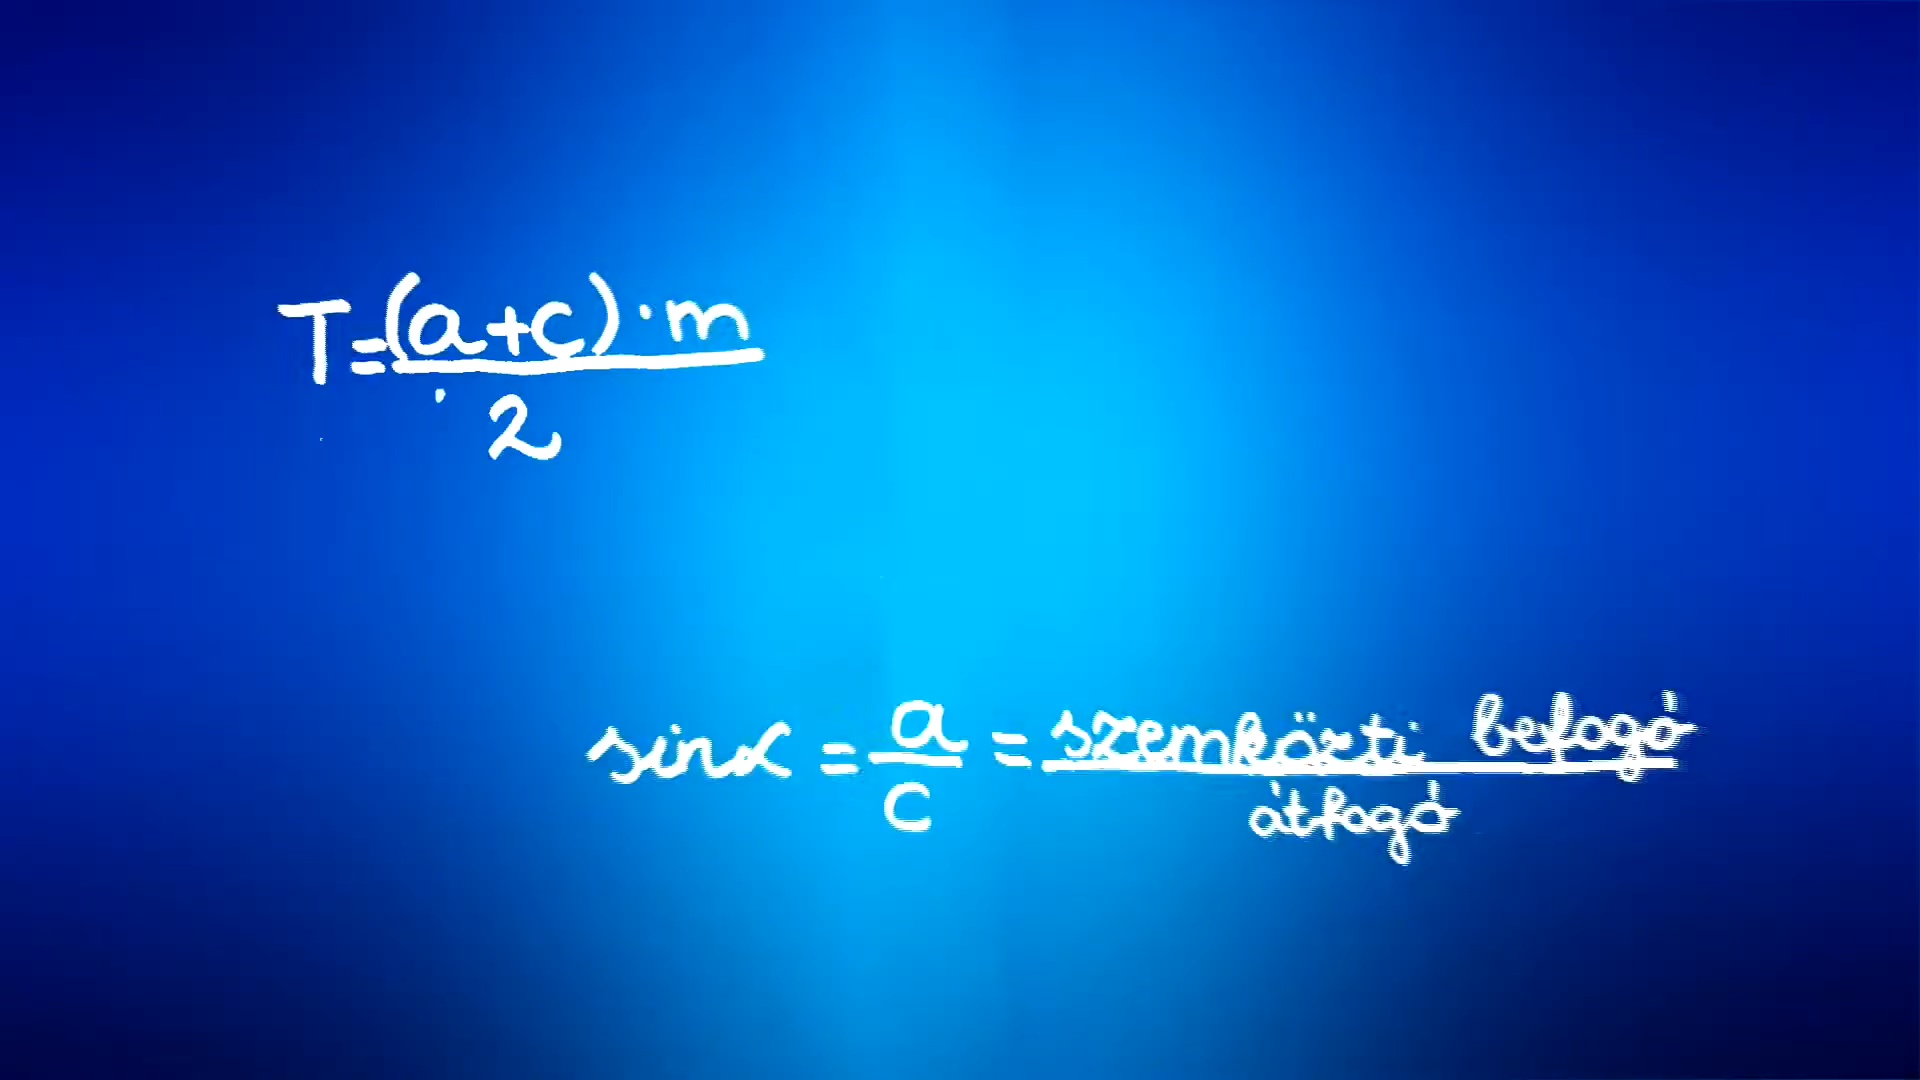 T=(a+c)·m/2
sinα = a/c = szemközti befogó/átfogó